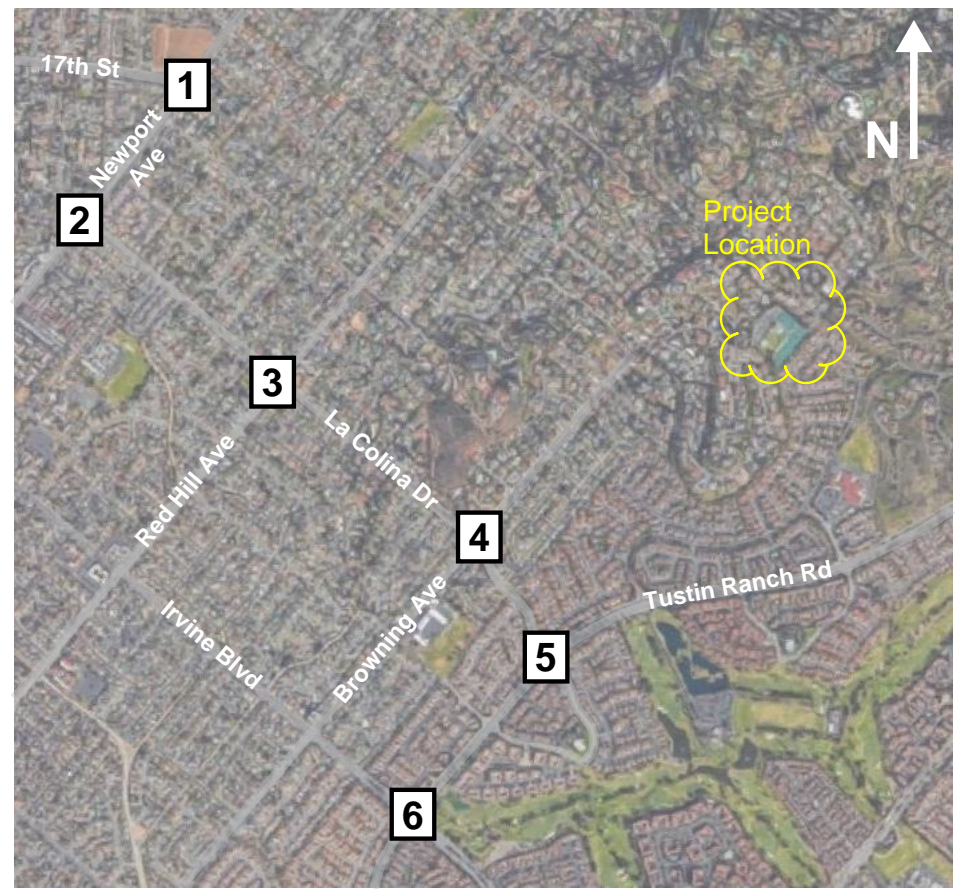 17th St
1
Newport
Ave
N
2
Project
Location
3
La Colina Dr
Red Hill Ave
4
Tustin Ranch Rd
Browning Ave
Irvine Blvd
5
6